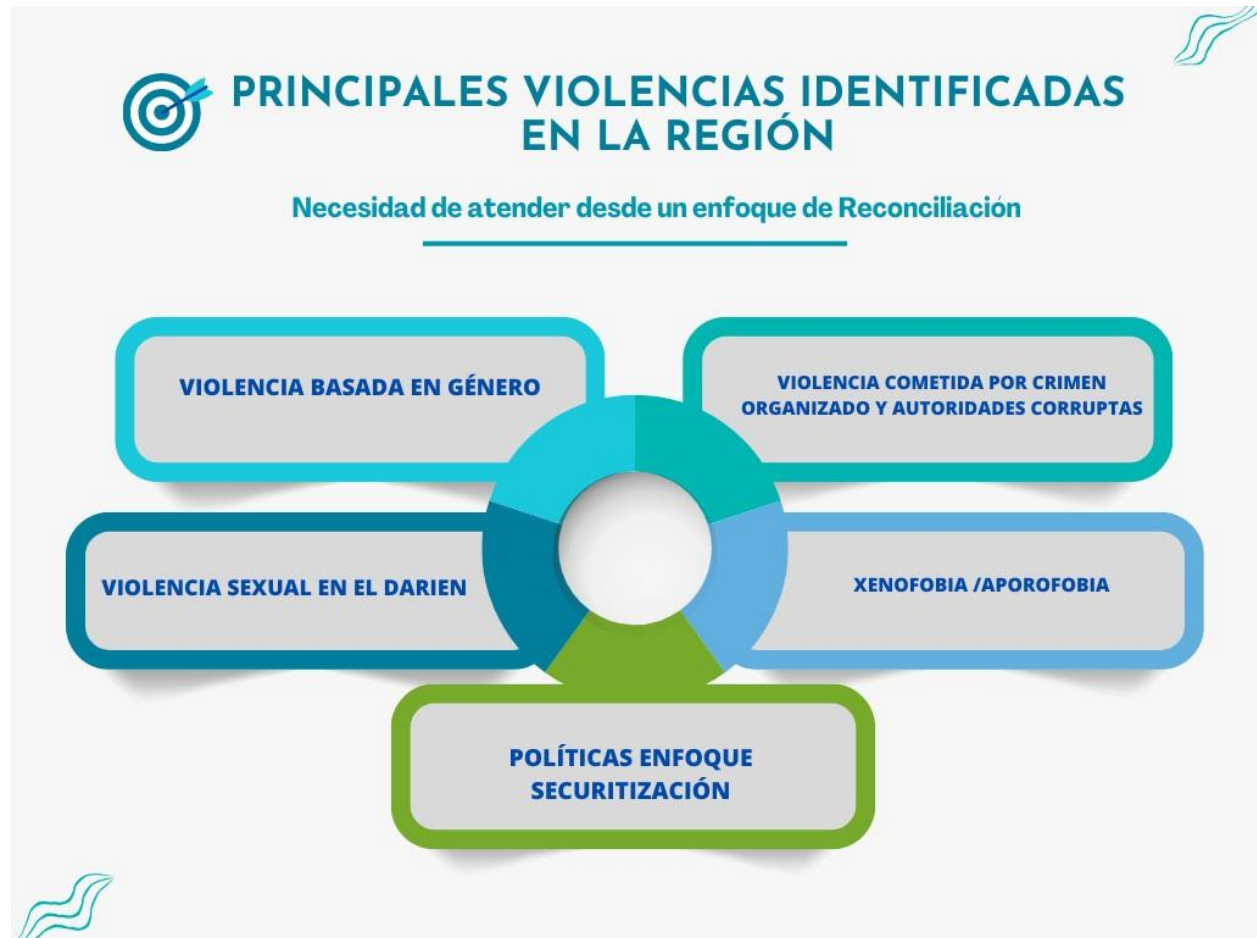 PRINCIPALES VIOLENCIAS IDENTIFICADAS
EN LA REGIÓN
Necesidad de atender desde un enfoque de Reconciliación
VIOLENCIA BASADA EN GÉNERO
VIOLENCIA COMETIDA POR CRIMEN
ORGANIZADO Y AUTORIDADES CORRUPTAS
VIOLENCIA SEXUAL EN EL DARIEN
XENOFOBIA /APOROFOBIA
POLÍTICAS ENFOQUE
SECURITIZACIÓN